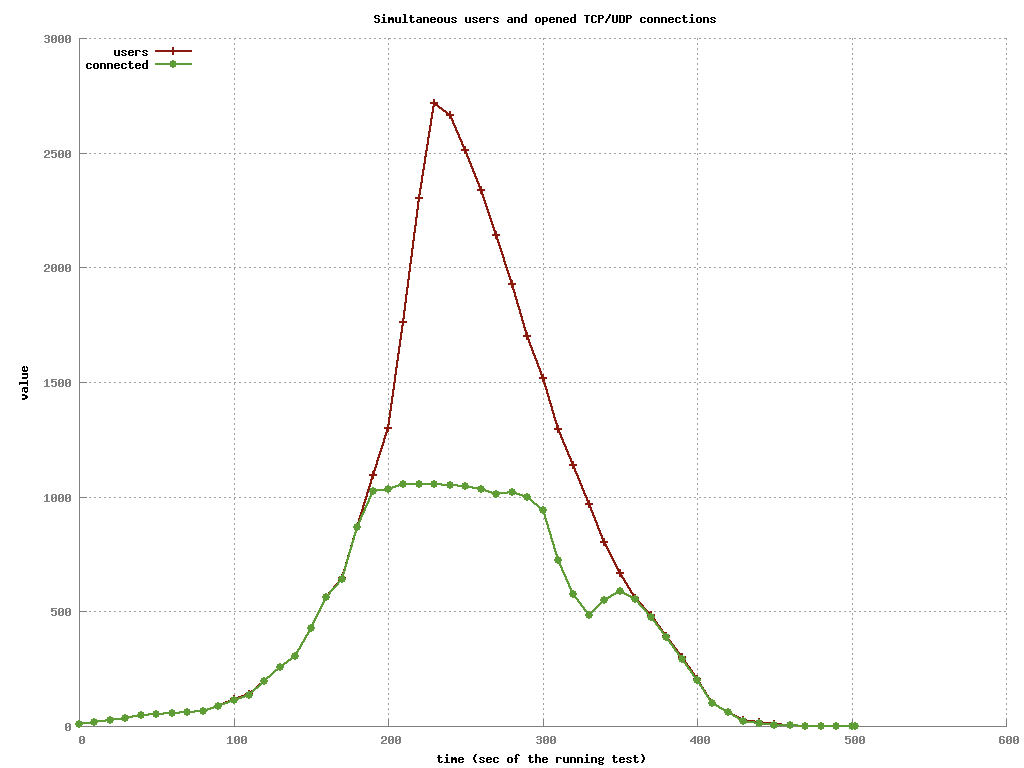 Simultaneous users and opened TCP/UDP connections
3000
users
connected
2500
2000
1500
value
1000
500
0
0 100 200 300 400 500 600
time (sec of the running test)